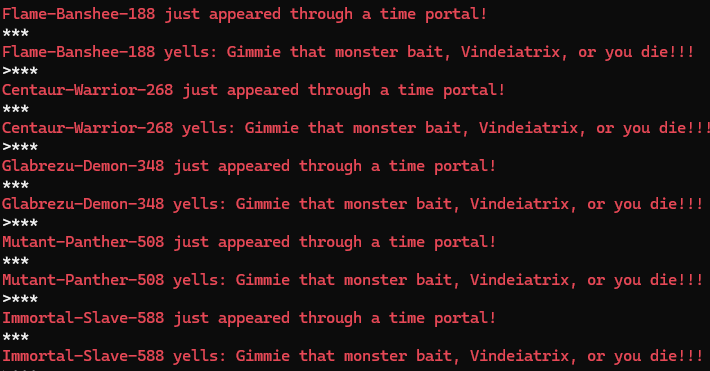 Flame-Banshee-188 just appeared through a time portal!
***
Flame-Banshee-188 yells: Gimmie that monster bait, Vindeiatrix, or you die!!!
>***
Centaur-Warrior-268 just appeared through a time portal!
***
Centaur-Warrior-268 yells: Gimmie that monster bait, Vindeiatrix, or you die!!!
>***
Glabrezu-Demon-348 just appeared through a time portal!
***
Glabrezu-Demon-348 yells: Gimmie that monster bait, Vindeiatrix, or you die!!!
>***
Mutant-Panther-508 just appeared through a time portal!
***
Mutant-Panther-508 yells: Gimmie that monster bait, Vindeiatrix, or you die!!!
>***
Immortal-Slave-588 just appeared through a time portal!
***
Immortal-Slave-588 yells: Gimmie that monster bait, Vindeiatrix, or you die!!!